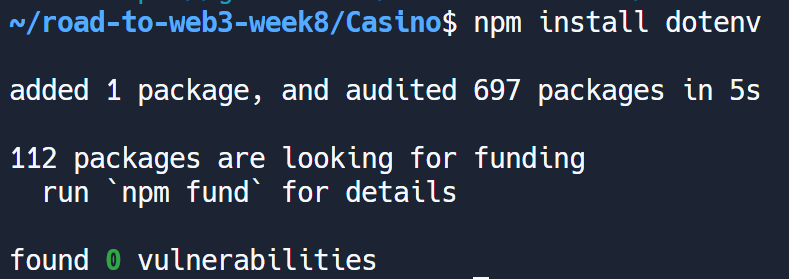 ~/road-to-web3-week8/Casino$ npm install dotenv
added 1 package, and audited 697 packages in 5s
112 packages are looking for funding
  run `npm fund` for details
found 0 vulnerabilities